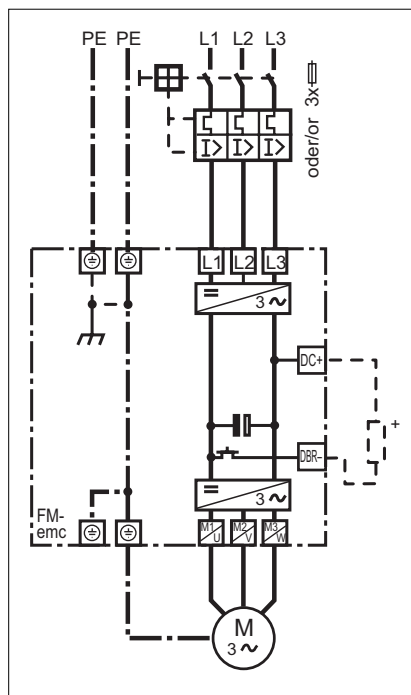 PE PE L1 L2 L3
oder/or 3x
I> I> I>
L1 L2 L3
=
3 ~
DC+
+
DBR-
=
3 ~
FM-
emc
M1 U M2 V M3 W
M
3 ~